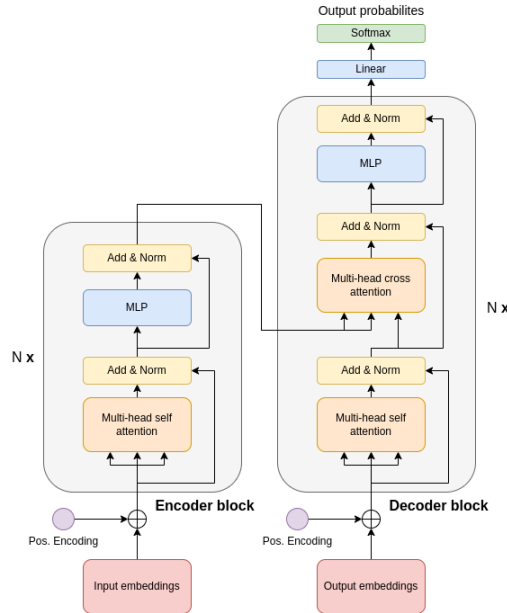 Output probabilites
Softmax
Linear
Add & Norm
MLP
Add & Norm
Multi-head cross
attention
N x
Add & Norm
Multi-head self
attention
Decoder block
Pos. Encoding
Output embeddings
Add & Norm
MLP
N x
Add & Norm
Multi-head self
attention
Encoder block
Pos. Encoding
Input embeddings